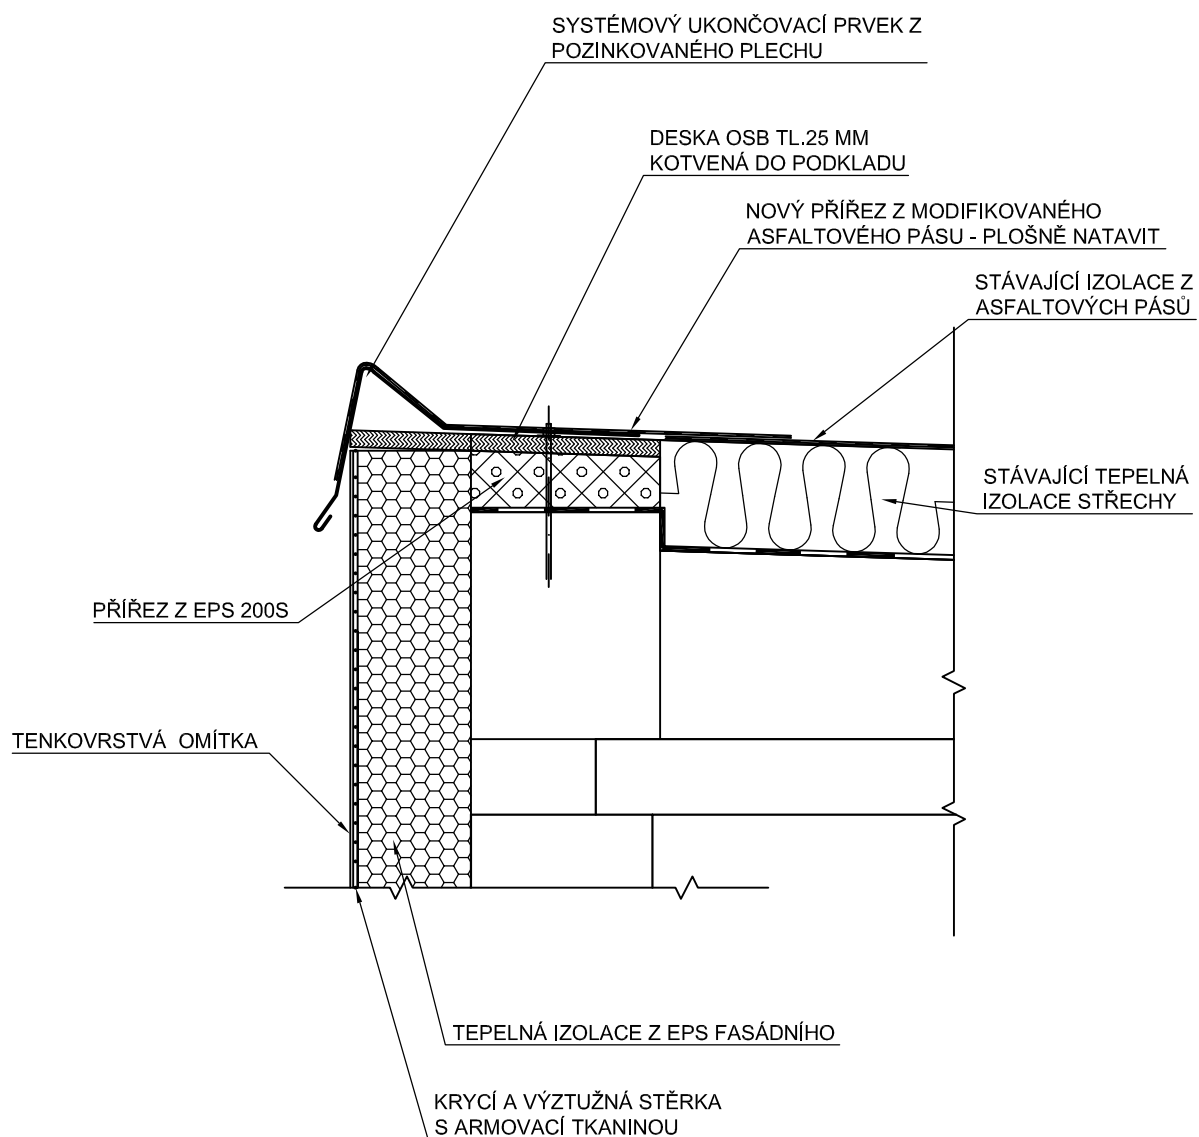 SYSTÉMOVÝ UKONČOVACÍ PRVEK Z
POZINKOVANÉHO PLECHU
DESKA OSB TL.25 MM
KOTVENÁ DO PODKLADU
NOVÝ PŘÍŘEZ Z MODIFIKOVANÉHO
ASFALTOVÉHO PÁSU - PLOŠNĚ NATAVIT
STÁVAJÍCÍ IZOLACE Z
ASFALTOVÝCH PÁSŮ
STÁVAJÍCÍ TEPELNÁ
IZOLACE STŘECHY
PŘÍŘEZ Z EPS 200S
TENKOVRSTVÁ OMÍTKA
TEPELNÁ IZOLACE Z EPS FASÁDNÍHO
KRYCÍ A VÝZTUŽNÁ STĚRKA
S ARMOVACÍ TKANINOU